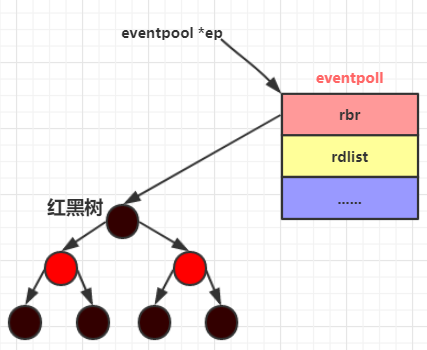 eventpool *ep
eventpoll
rbr
rdlist
......
红黑树